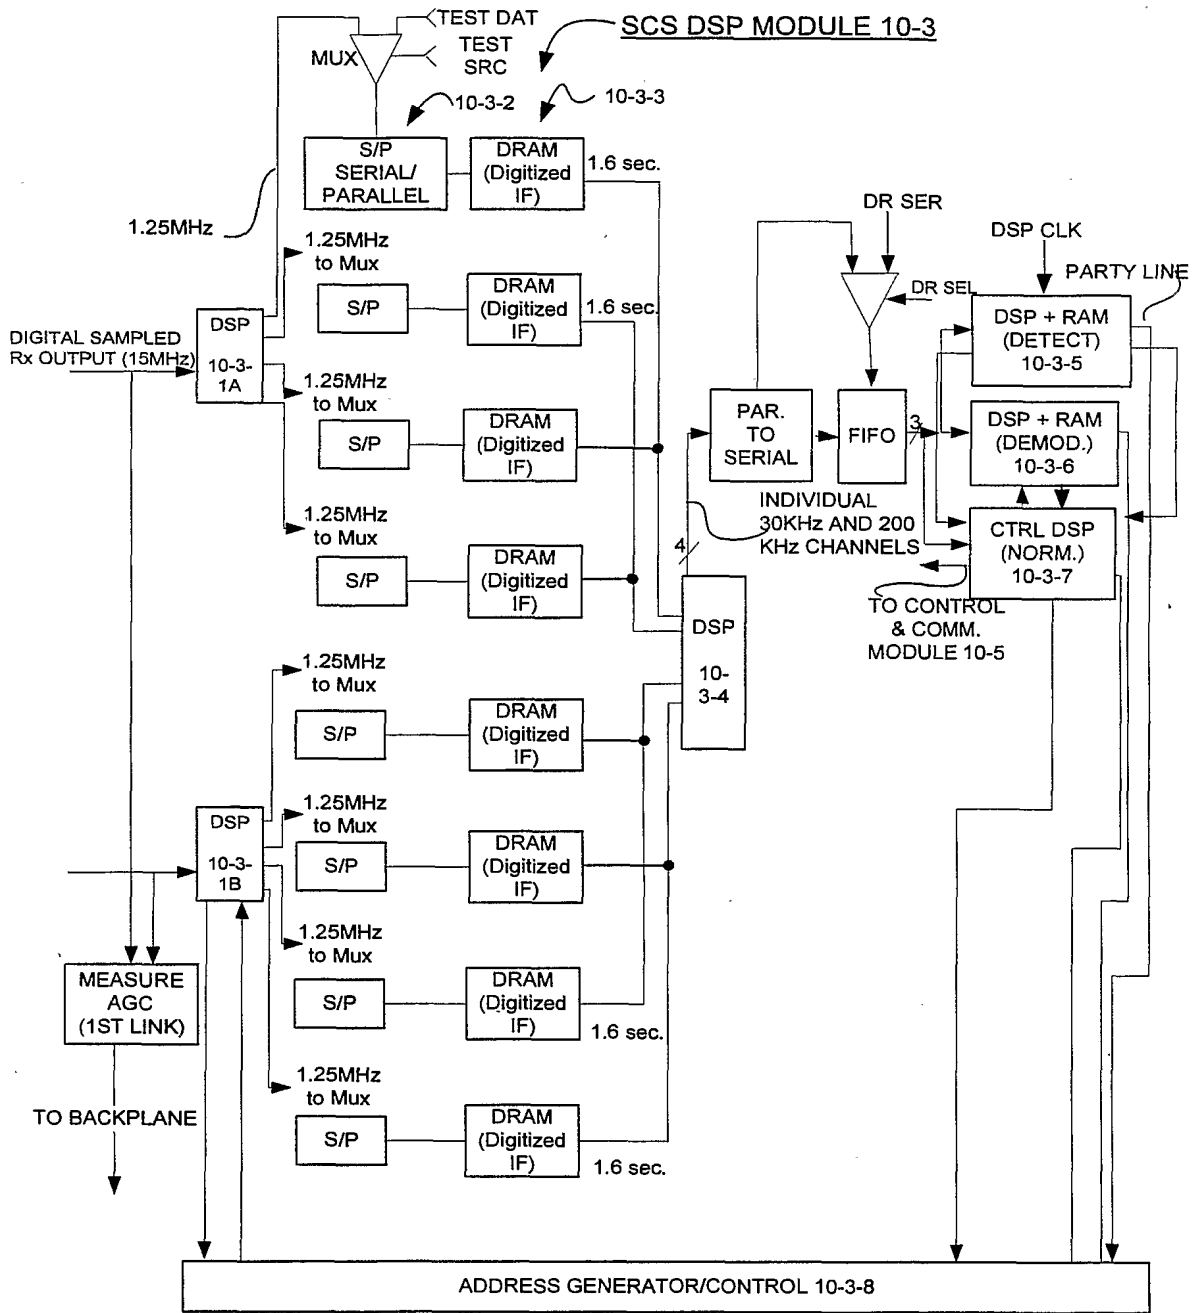 TEST DAT
SCS DSP MODULE 10-3
MUX
TEST
SRC
10-3-2
10-3-3
S/P
SERIAL/
PARALLEL
DRAM
(Digitized
IF)
1.6 sec.
1.25MHz
DR SER
DSP CLK
PARTY LINE
1.25MHz
to Mux
S/P
DRAM
(Digitized
IF)
1.6 sec.
DR SEL
DSP + RAM
(DETECT)
10-3-5
DIGITAL SAMPLED
Rx OUTPUT (15MHz)
DSP
10-3-
1A
1.25MHz
to Mux
S/P
DRAM
(Digitized
IF)
PAR.
TO
SERIAL
FIFO
3
DSP + RAM
(DEMOD.)
10-3-6
1.25MHz
to Mux
S/P
DRAM
(Digitized
IF)
INDIVIDUAL
30KHz AND 200
KHz CHANNELS
4
CTRL DSP
(NORM.)
10-3-7
TO CONTROL
& COMM.
MODULE 10-5
DSP
10-
3-4
1.25MHz
to Mux
S/P
DRAM
(Digitized
IF)
DSP
10-3-
1B
1.25MHz
to Mux
S/P
DRAM
(Digitized
IF)
1.25MHz
to Mux
S/P
DRAM
(Digitized
IF)
1.6 sec.
MEASURE
AGC
(1ST LINK)
1.25MHz
to Mux
S/P
DRAM
(Digitized
IF)
1.6 sec.
TO BACKPLANE
ADDRESS GENERATOR/CONTROL 10-3-8